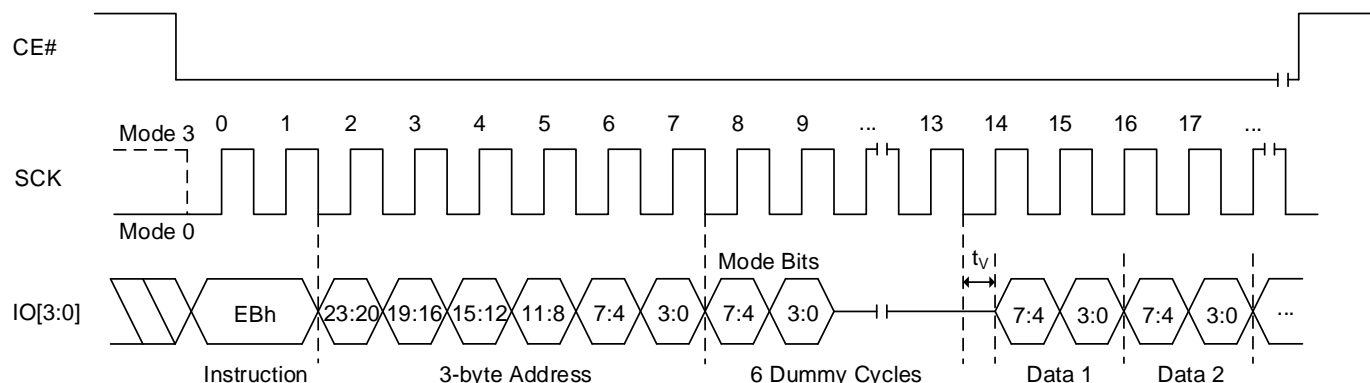 CE#
0 1 2 3 4 5 6 7 8 9 ... 13 14 15 16 17 ...
Mode 3
SCK
Mode 0
Mode Bits tV
IO[3:0] EBh 23:20 19:16 15:12 11:8 7:4 3:0 7:4 3:0 7:4 3:0 7:4 3:0 ...
Instruction 3-byte Address 6 Dummy Cycles Data 1 Data 2